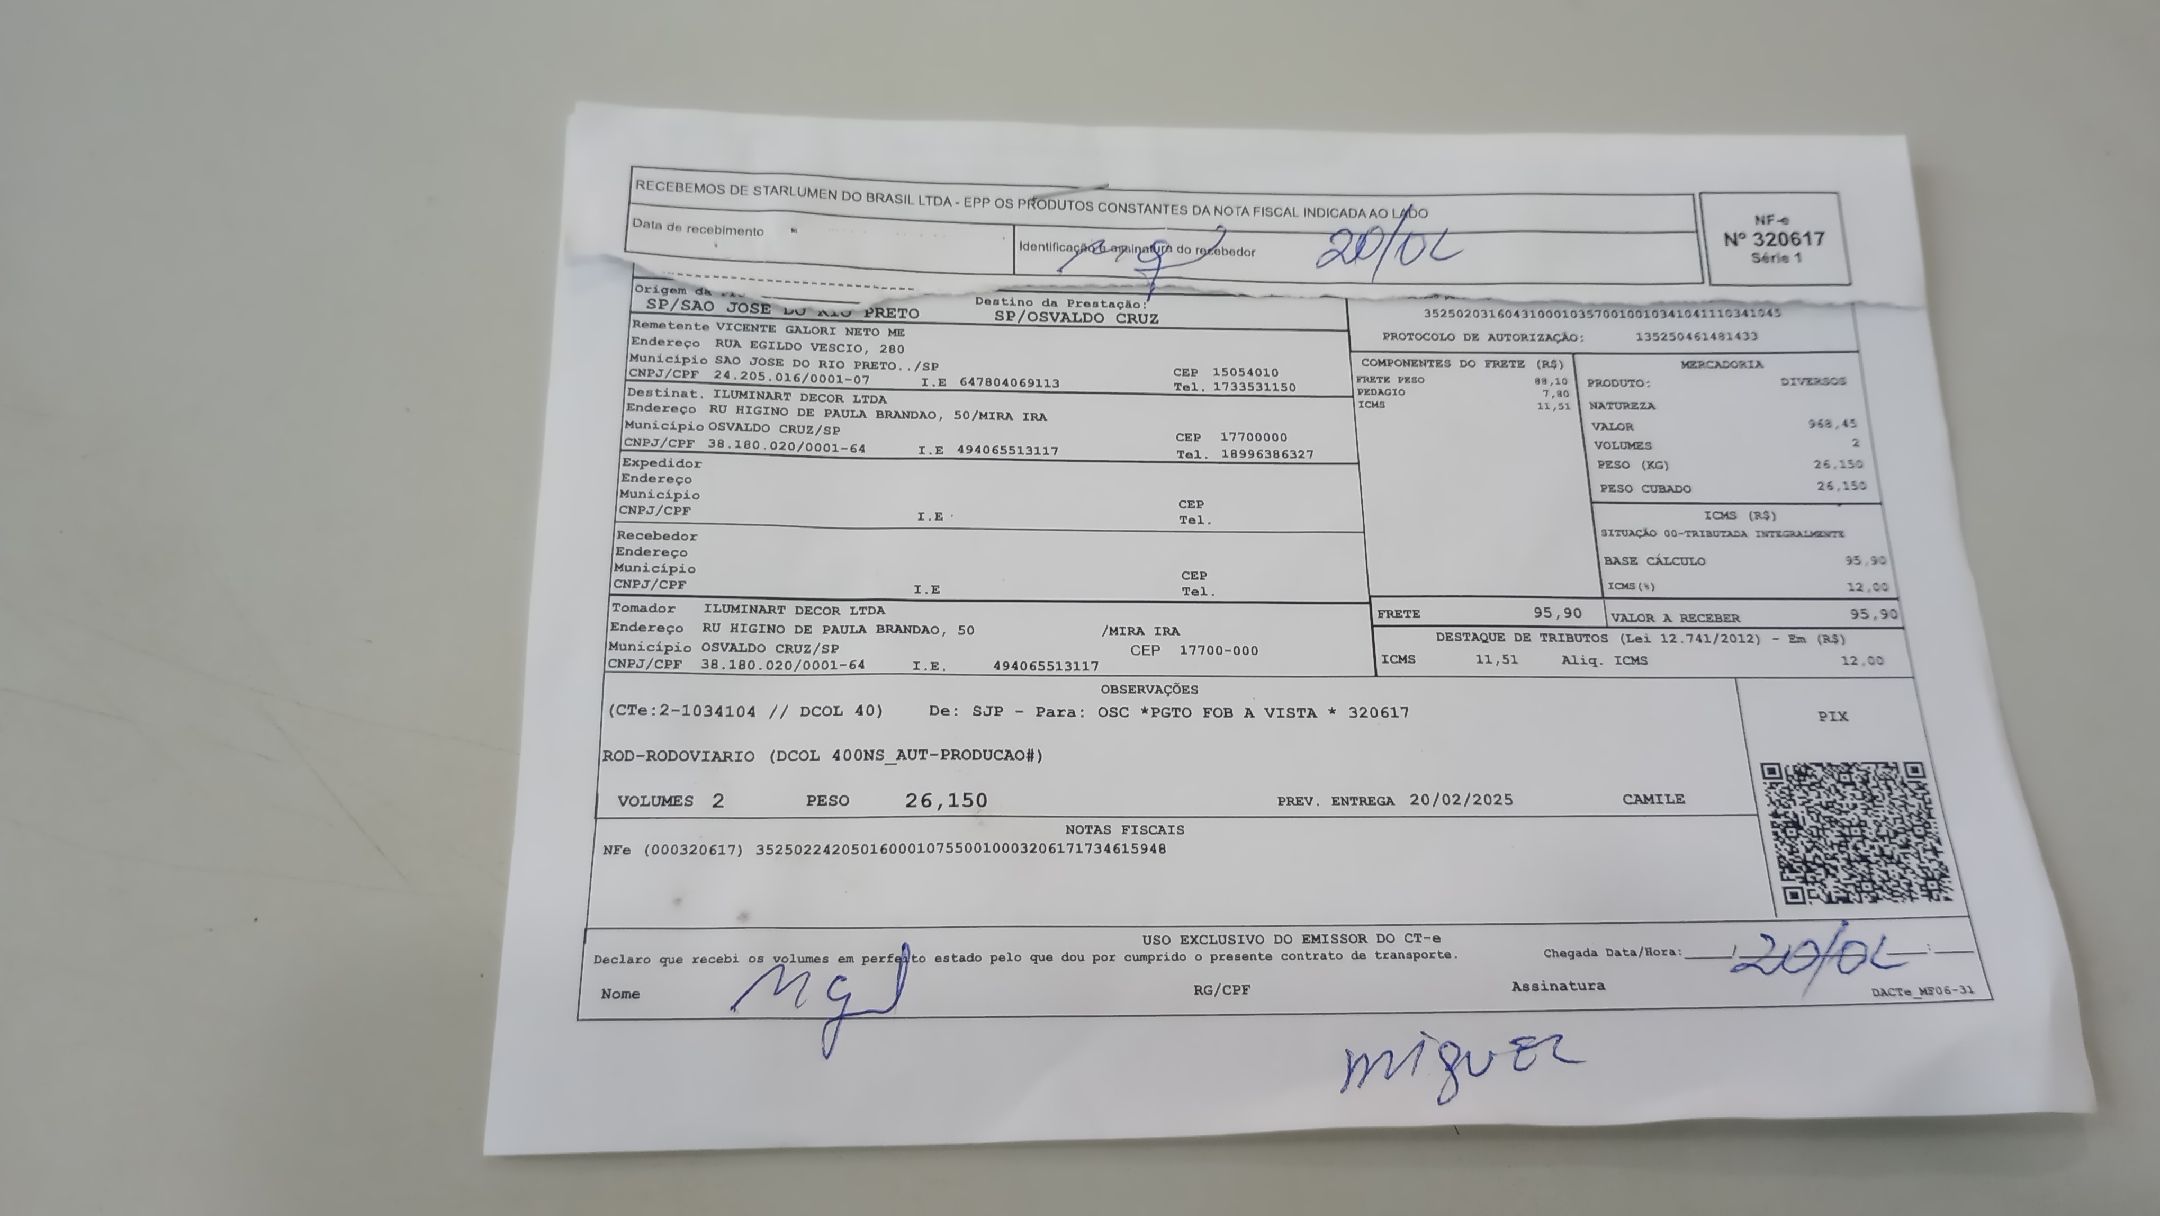 RECEBEMOS DE STARLUMEN DO BRASIL LTDA - EPP OS PRODUTOS CONSTANTES DA NOTA FISCAL INDICADA AO LADO
Data de recebimento
Identificação e assinatura do recebedor
20/02
NF-e
Nº 320617
Série 1
Origem da
SP/SAO JOSE DO RIO PRETO
Destino da Prestação:
SP/OSVALDO CRUZ
Remetente VICENTE GALORI NETO ME
Endereço RUA EGILDO VESCIO, 280
Município SAO JOSE DO RIO PRETO../SP CEP 15054010
CNPJ/CPF 24.205.016/0001-07 I.E 647804069113 Tel. 1733531150
Destinat. ILUMINART DECOR LTDA
Endereço RU HIGINO DE PAULA BRANDAO, 50/MIRA IRA
Município OSVALDO CRUZ/SP CEP 17700000
CNPJ/CPF 38.180.020/0001-64 I.E 494065513117 Tel. 18996386327
Expedidor
Endereço
Município CEP
CNPJ/CPF I.E Tel.
Recebedor
Endereço
Município CEP
CNPJ/CPF I.E Tel.
Tomador ILUMINART DECOR LTDA
Endereço RU HIGINO DE PAULA BRANDAO, 50 /MIRA IRA
Município OSVALDO CRUZ/SP CEP 17700-000
CNPJ/CPF 38.180.020/0001-64 I.E. 494065513117
35250203160431000103570010010341041110341045
PROTOCOLO DE AUTORIZAÇÃO: 135250461481433
COMPONENTES DO FRETE (R$)
FRETE PESO 88,10
PEDAGIO 7,80
ICMS 11,51
MERCADORIA
PRODUTO: DIVERSOS
NATUREZA
VALOR 968,45
VOLUMES 2
PESO (KG) 26,150
PESO CUBADO 26,150
ICMS (R$)
SITUAÇÃO 00-TRIBUTADA INTEGRALMENTE
BASE CÁLCULO 95,90
ICMS(%) 12,00
FRETE 95,90 VALOR A RECEBER 95,90
DESTAQUE DE TRIBUTOS (Lei 12.741/2012) - Em (R$)
ICMS 11,51 Aliq. ICMS 12,00
OBSERVAÇÕES
(CTe:2-1034104 // DCOL 40) De: SJP - Para: OSC *PGTO FOB A VISTA * 320617
ROD-RODOVIARIO (DCOL 400NS_AUT-PRODUCAO#)
VOLUMES 2 PESO 26,150 PREV. ENTREGA 20/02/2025 CAMILE
PIX
NOTAS FISCAIS
NFe (000320617) 35250224205016000107550010003206171734615948
USO EXCLUSIVO DO EMISSOR DO CT-e
Declaro que recebi os volumes em perfeito estado pelo que dou por cumprido o presente contrato de transporte.
Chegada Data/Hora: 20/02
Nome RG/CPF Assinatura
DACTe_MF06-31
miguez